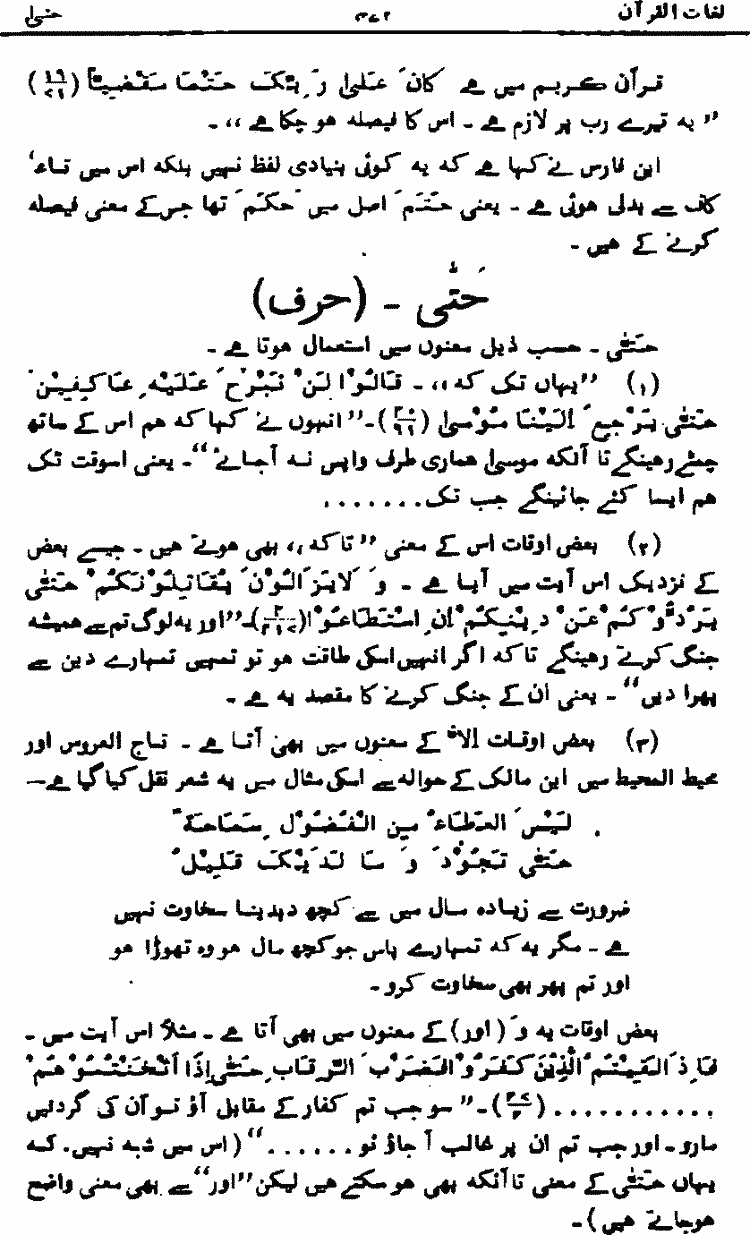 لغات القرآن ۳۷۲ حتیٰ
قرآن کریم میں ہے کَانَ عَلٰی رَبِّکَ حَتْمًا مَّقْضِیًّا (۱۹/۷۱)
” یہ تیرے رب پر لازم ہے ۔ اس کا فیصلہ ہو چکا ہے ،، ۔
ابن فارس نے کہا ہے کہ یہ کوئی بنیادی لفظ نہیں بلکہ اس میں تاء ،
کاف سے بدلی ہوئی ہے ۔ یعنی حَتَمَ اصل میں حَکَمَ تھا جس کے معنی فیصلہ
کرنے کے ہیں ۔
حَتّٰی ۔ (حرف)
حَتّٰی ۔ حسب ذیل معنوں میں استعمال ہوتا ہے ۔
(۱) ”یہاں تک کہ ،، ۔ قَالُوْا لَنْ نَّبْرَحَ عَلَیْہِ عَاکِفِیْنَ
حَتّٰی یَرْجِعَ اِلَیْنَا مُوْسٰی (۲۰/۹۱)۔ ”انہوں نے کہا کہ ہم اس کے ساتھ
چمٹے رہینگے تا آنکہ موسیٰ ہماری طرف واپس نہ آجائے“۔ یعنی اسوقت تک
ہم ایسا کئے جائینگے جب تک.......
(۲) بعض اوقات اس کے معنی ”تاکہ ،، بھی ہوتے ہیں ۔ جیسے بعض
کے نزدیک اس آیت میں آیا ہے ۔ وَ لَایَزَالُوْنَ یُقَاتِلُوْنَکُمْ حَتّٰی
یَرُدُّوْکُمْ عَنْ دِیْنِکُمْ اِنِ اسْتَطَاعُوْا (۲/۲۱۷)۔ ”اور یہ لوگ تم سے ہمیشہ
جنگ کرتے رہینگے تاکہ اگر انہیں اسکی طاقت ہو تو تمہیں تمہارے دین سے
پھرا دیں“ ۔ یعنی ان کے جنگ کرنے کا مقصد یہ ہے ۔
(۳) بعض اوقات اِلَّا کے معنوں میں بھی آتا ہے ۔ تاج العروس اور
محیط المحیط میں ابن مالک کے حوالہ سے اسکی مثال میں یہ شعر نقل کیا گیا ہے—
لَیْسَ الْعَطَاءُ مِنَ الْفُضُوْلِ سَمَاحَةً
حَتّٰی تَجُوْدَ وَ مَا لَدَیْکَ قَلِیْلٌ
ضرورت سے زیادہ مال میں سے کچھ دیدینا سخاوت نہیں
ہے ۔ مگر یہ کہ تمہارے پاس جو کچھ مال ہو وہ تھوڑا ہو
اور تم پھر بھی سخاوت کرو ۔
بعض اوقات یہ وَ (اور) کے معنوں میں بھی آتا ہے ۔ مثلاً اس آیت میں ۔
فَاِذَا لَقِیْتُمُ الَّذِیْنَ کَفَرُوْا فَضَرْبَ الرِّقَابِ حَتّٰی اِذَا اَثْخَنْتُمُوْھُمْ
............ (۴۷/۴)۔ ” سو جب تم کفار کے مقابل آؤ تو ان کی گردنیں
مارو ۔ اور جب تم ان پر غالب آ جاؤ تو ......“ (اس میں شبہ نہیں. کہ
یہاں حَتّٰی کے معنی تا آنکہ بھی ہو سکتے ہیں لیکن ”اور“ سے بھی معنی واضح
ہوجاتے ہیں) ۔